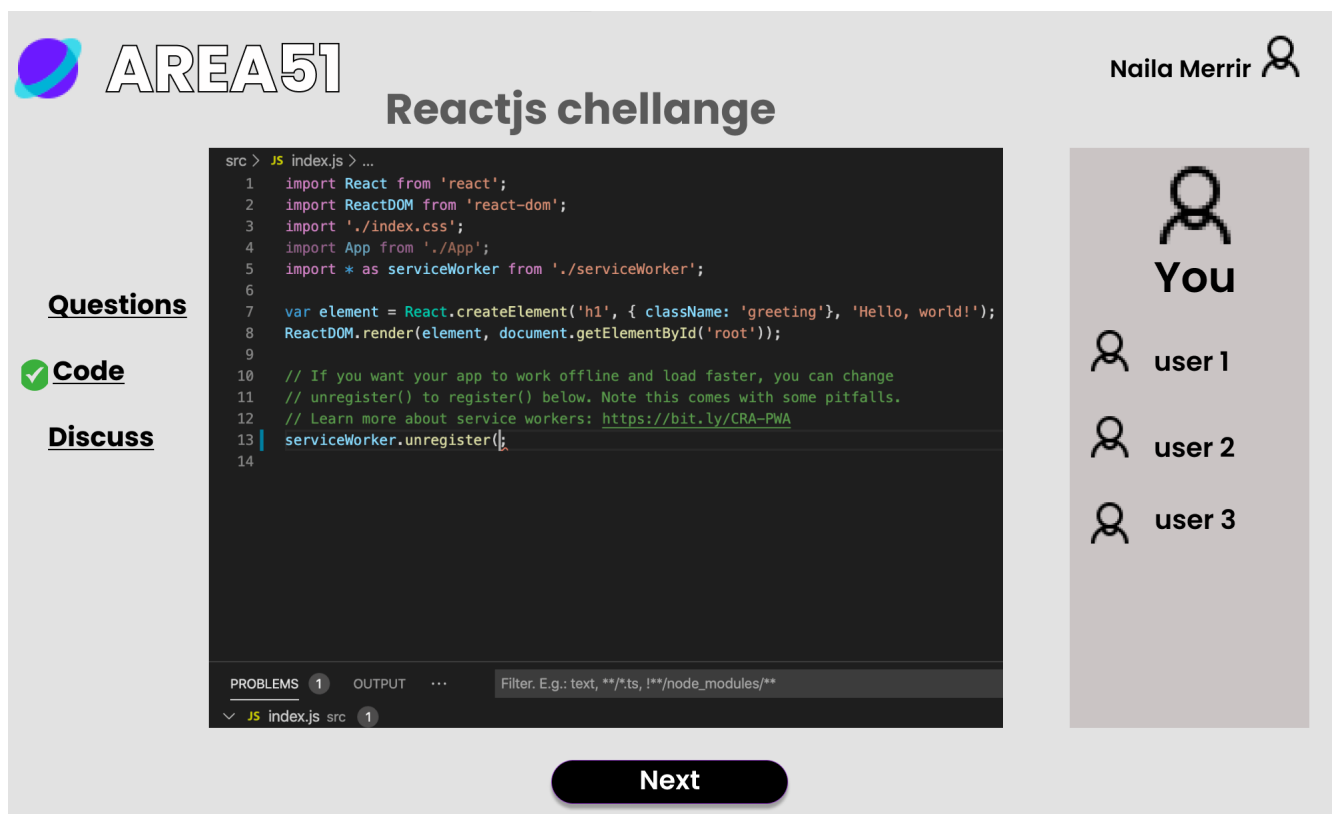 AREA51
Naila Merrir
Reactjs chellange
src > JS index.js > ...
1 import React from 'react';
2 import ReactDOM from 'react-dom';
3 import './index.css';
4 import App from './App';
5 import * as serviceWorker from './serviceWorker';
6
7 var element = React.createElement('h1', { className: 'greeting'}, 'Hello, world!');
8 ReactDOM.render(element, document.getElementById('root'));
9
10 // If you want your app to work offline and load faster, you can change
11 // unregister() to register() below. Note this comes with some pitfalls.
12 // Learn more about service workers: https://bit.ly/CRA-PWA
13 serviceWorker.unregister(;
14
PROBLEMS 1 OUTPUT ...
Filter. E.g.: text, **/*.ts, !**/node_modules/**
JS index.js src 1
Questions
Code
Discuss
You
user 1
user 2
user 3
Next